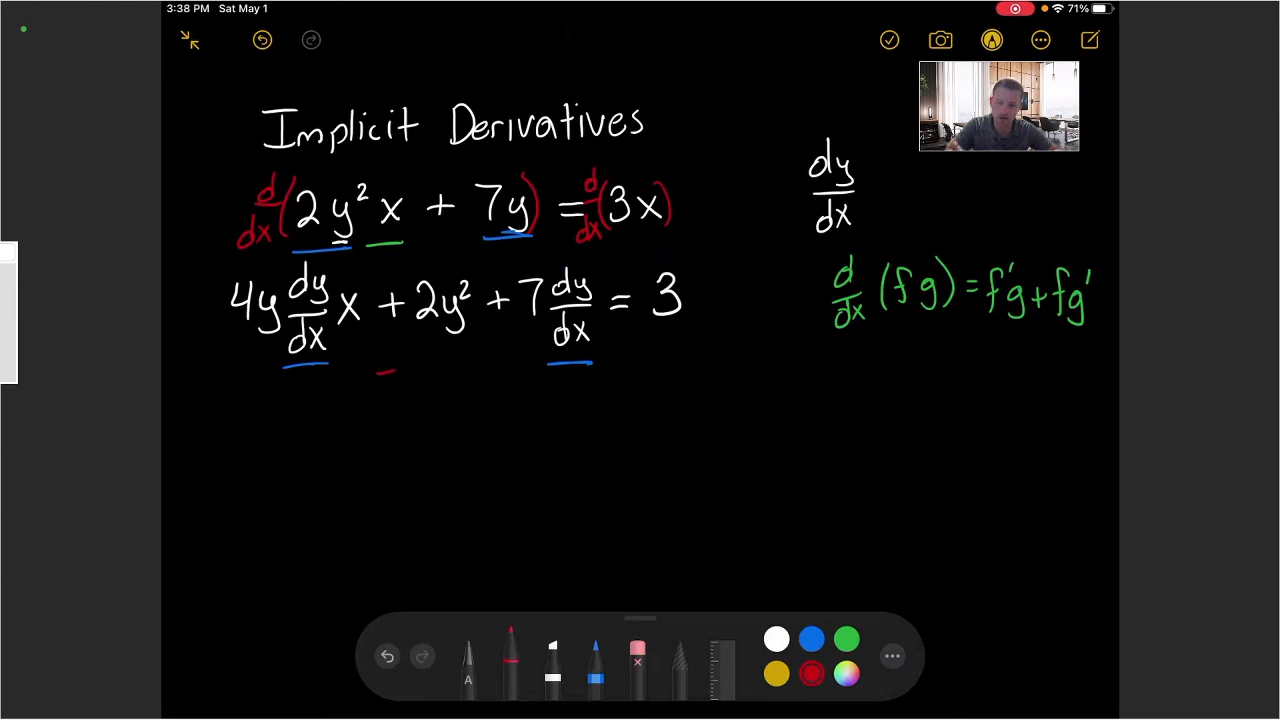 3:38 PM Sat May 1
71%
Implicit Derivatives
d/dx(2y²x + 7y) = d/dx(3x)
dy/dx
4y dy/dx x + 2y² + 7 dy/dx = 3
d/dx (fg) = f'g + fg'
A